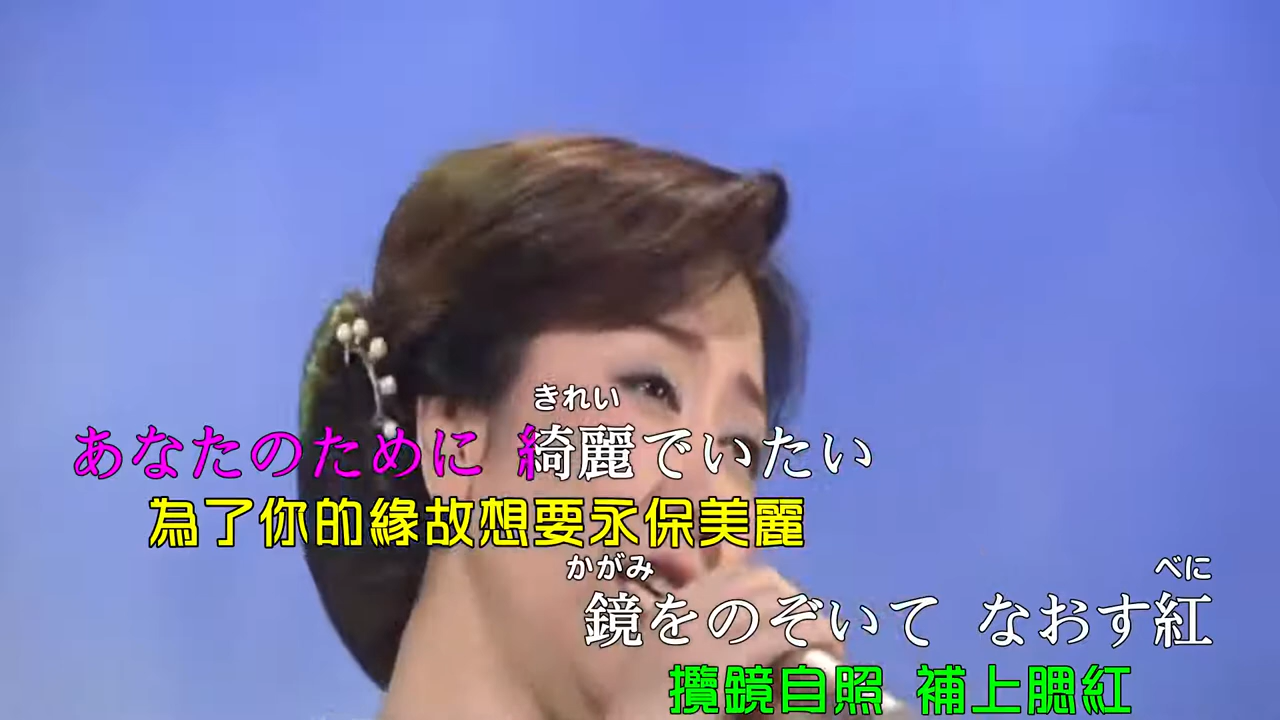 きれい
あなたのために 綺麗でいたい
為了你的緣故想要永保美麗
かがみ べに
鏡をのぞいて なおす紅
攬鏡自照 補上腮紅